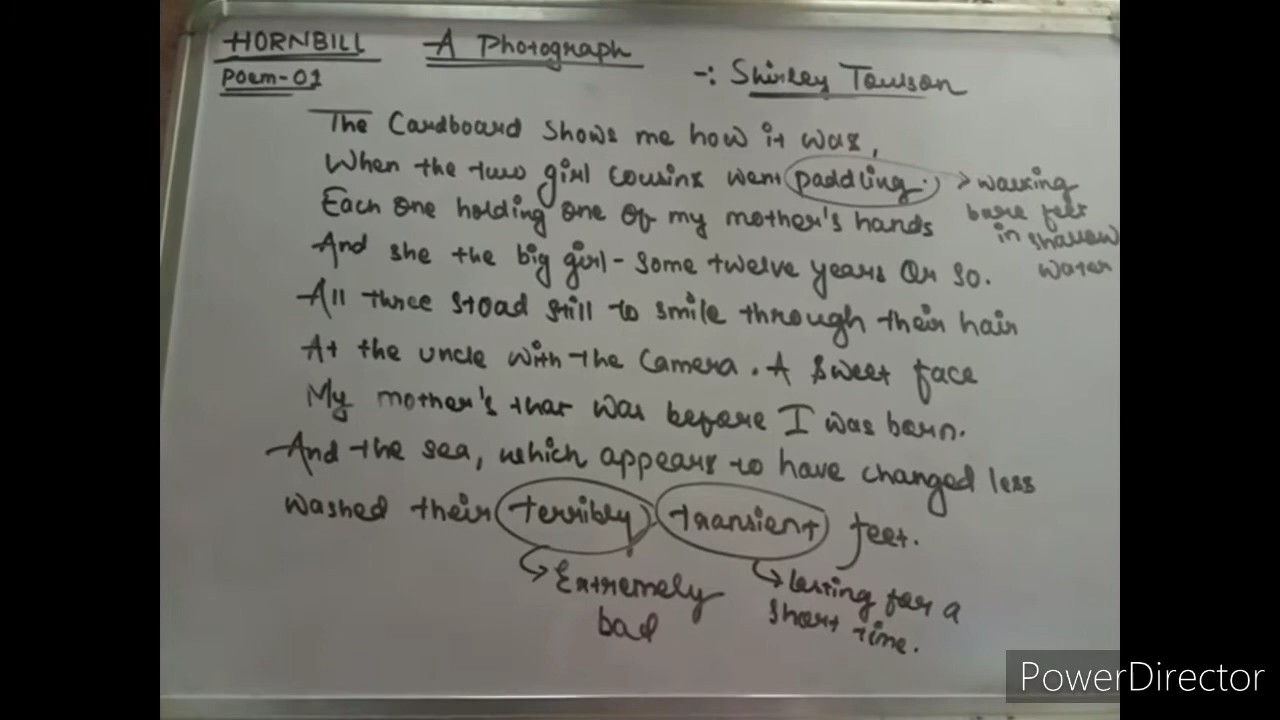 HORNBILL
A Photograph
Poem-01
-: Shirley Towlson
The Cardboard Shows me how it was,
When the two girl cousins went paddling.
Each one holding one of my mother's hands
And she the big girl- some twelve years or so.
All three stood still to smile through their hair
At the uncle with the camera. A sweet face
My mother's that was before I was born.
And the sea, which appears to have changed less
washed their terribly transient feet.
walking
bare feet
in shallow
water
Extremely
bad
lasting for a
short time.
PowerDirector